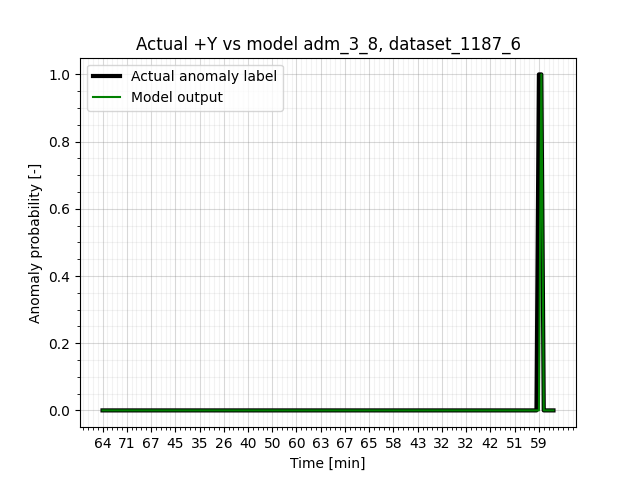 Actual +Y vs model adm_3_8, dataset_1187_6
Actual anomaly label
Model output
Anomaly probability [-]
1.0
0.8
0.6
0.4
0.2
0.0
64 71 67 45 35 26 40 50 60 63 67 65 58 43 32 32 42 51 59
Time [min]